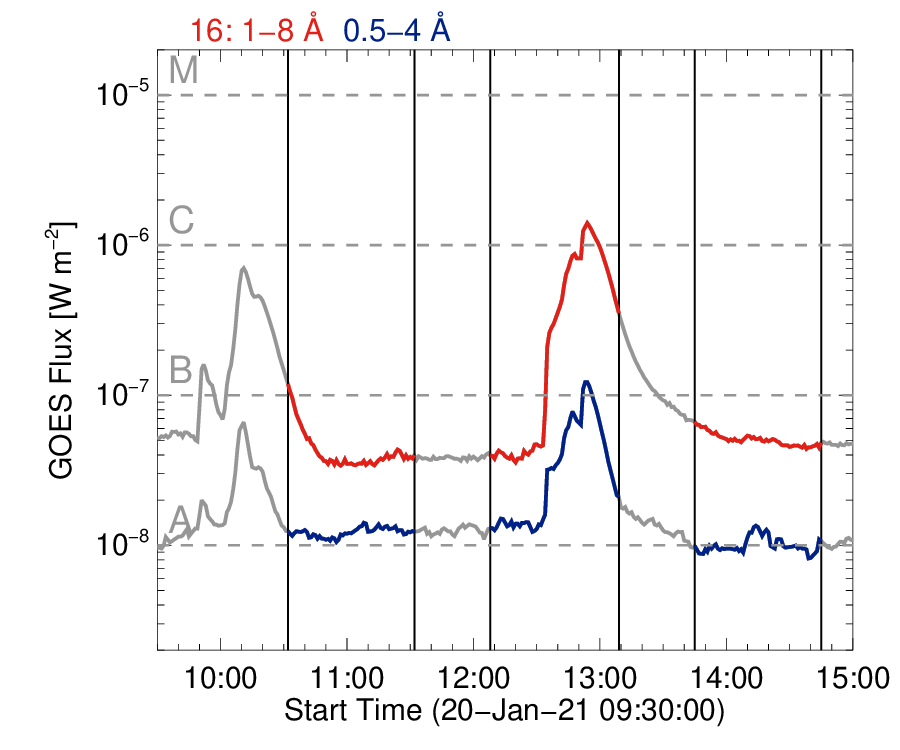 16: 1−8 Å 0.5−4 Å
M
10⁻⁵
C
10⁻⁶
B
10⁻⁷
A
10⁻⁸
GOES Flux [W m⁻²]
10:00 11:00 12:00 13:00 14:00 15:00
Start Time (20−Jan−21 09:30:00)